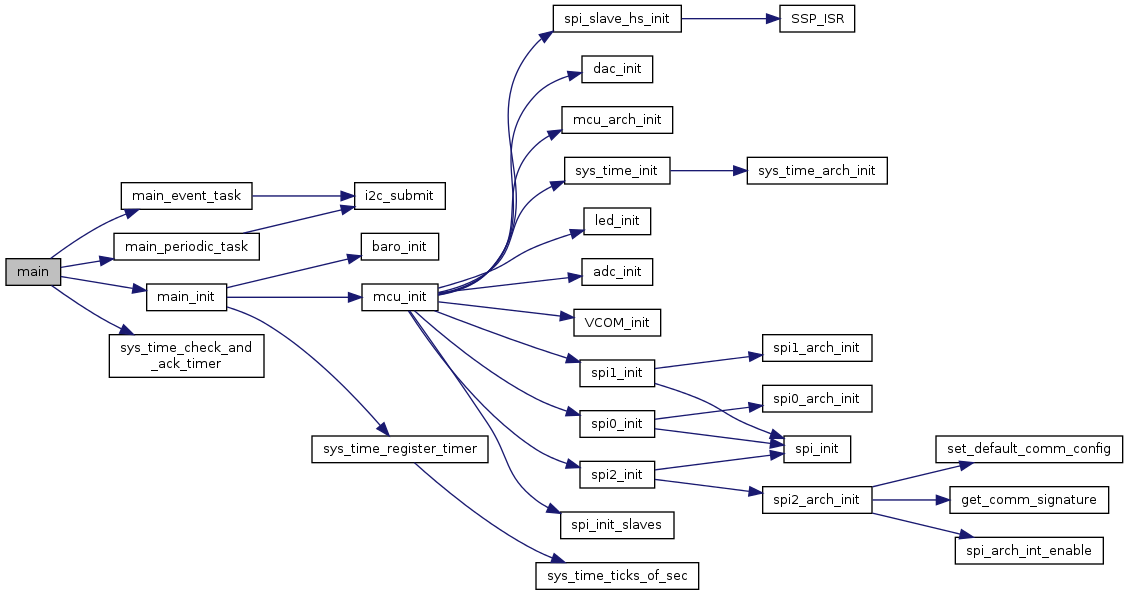 main
main_event_task
main_periodic_task
main_init
sys_time_check_and
_ack_timer
i2c_submit
baro_init
mcu_init
sys_time_register_timer
spi_slave_hs_init
dac_init
mcu_arch_init
sys_time_init
led_init
adc_init
VCOM_init
spi1_init
spi0_init
spi2_init
spi_init_slaves
sys_time_ticks_of_sec
SSP_ISR
sys_time_arch_init
spi1_arch_init
spi0_arch_init
spi_init
spi2_arch_init
set_default_comm_config
get_comm_signature
spi_arch_int_enable